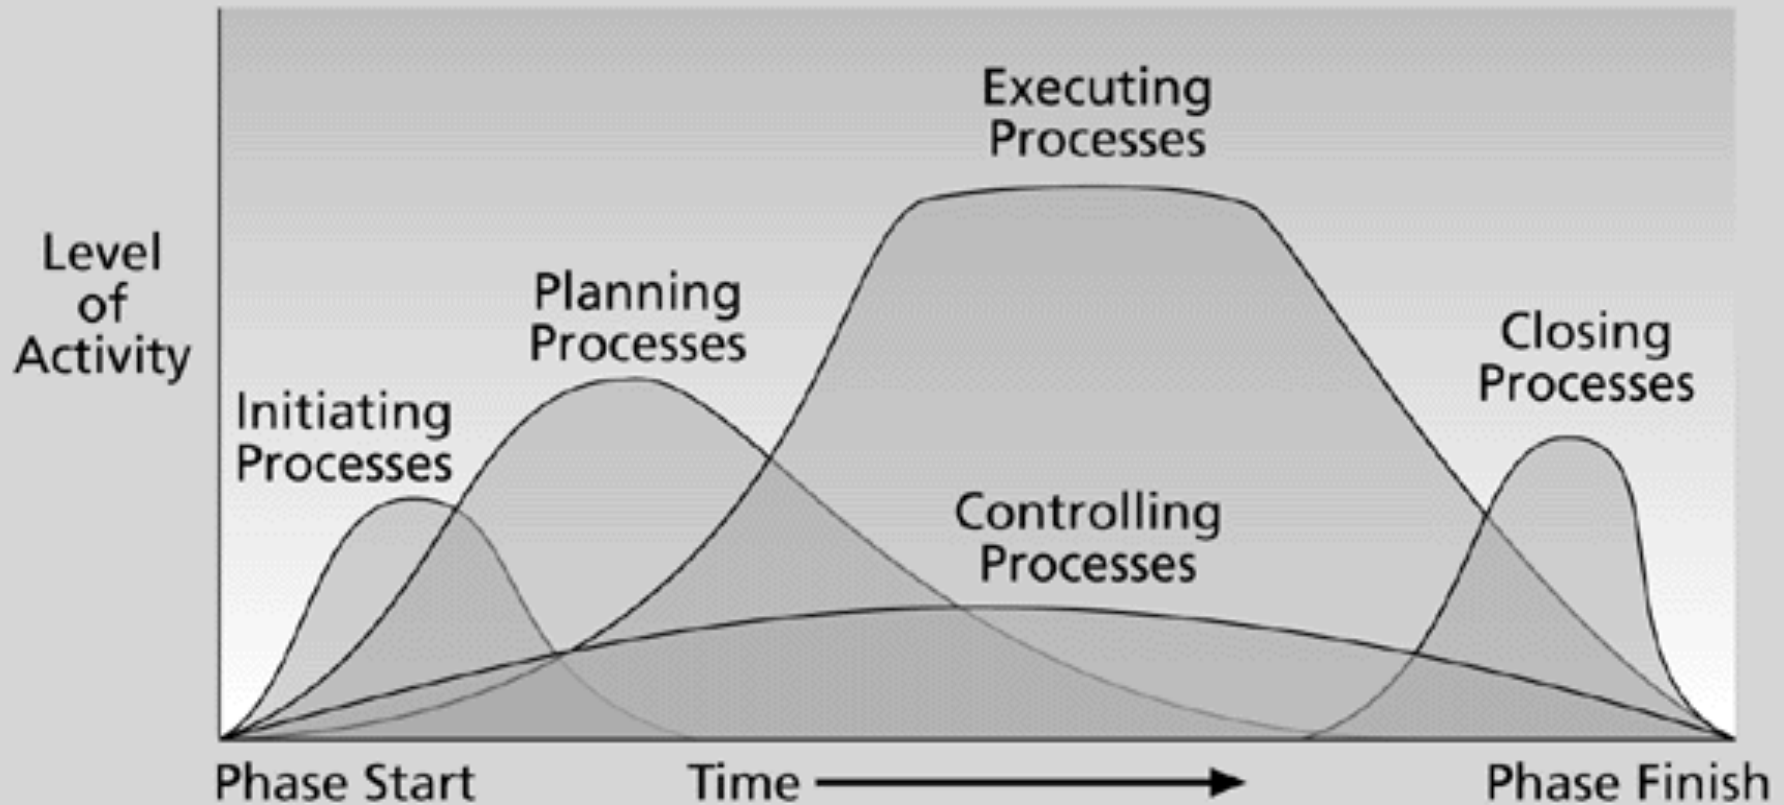 Executing
Processes
Level
of
Activity
Planning
Processes
Closing
Processes
Initiating
Processes
Controlling
Processes
Phase Start
Time
Phase Finish